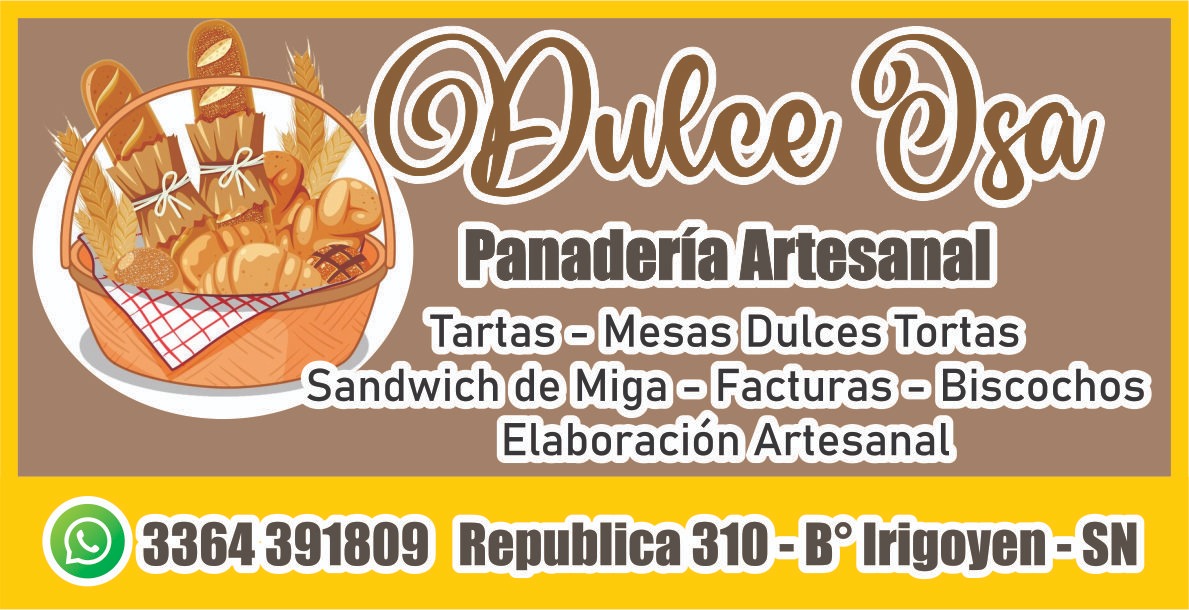 Dulce Osa
Panadería Artesanal
Tartas – Mesas Dulces Tortas
Sandwich de Miga – Facturas – Biscochos
Elaboración Artesanal
3364 391809 Republica 310 - B° Irigoyen - SN